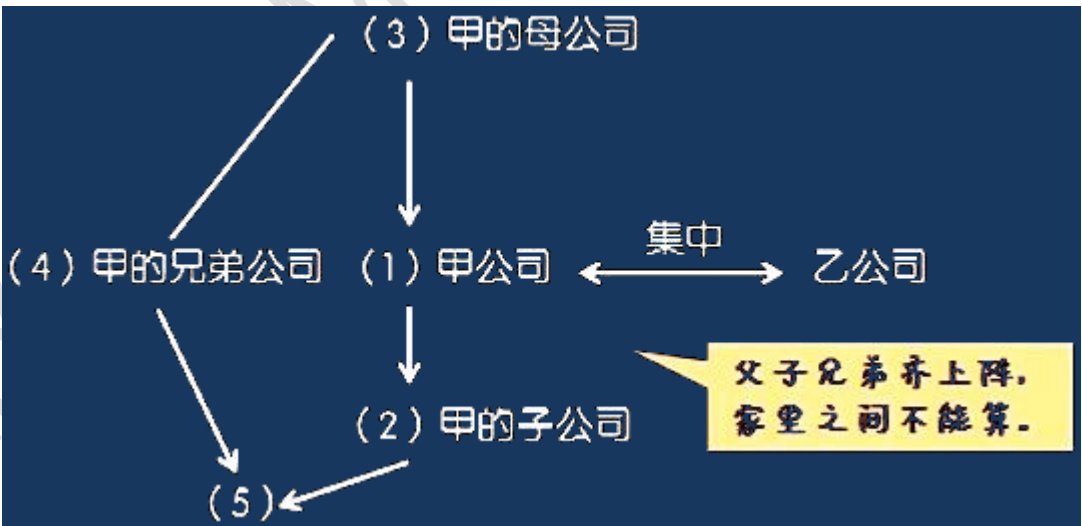 (3)甲的母公司
集中
(4)甲的兄弟公司 (1)甲公司 乙公司
父子兄弟齐上阵,
家里之间不能算。
(2)甲的子公司
(5)